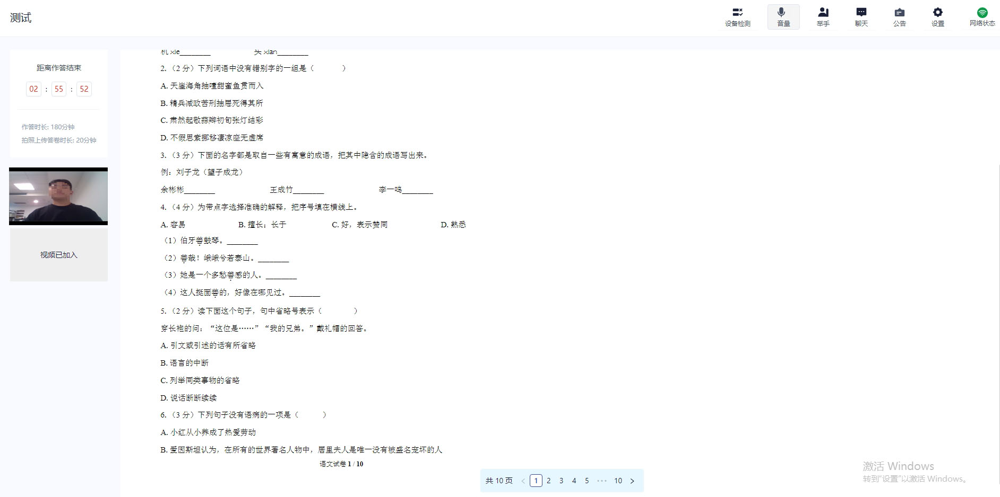 测试
设备检测
音量
举手
聊天
公告
设置
网络状态
距离作答结束
02 : 55 : 52
作答时长: 180分钟
拍照上传答卷时长: 20分钟
视频已加入
机 xiè________ 头 xiàn________
2. （2 分）下列词语中没有错别字的一组是（ ）
A. 天崖海角抽噎甜蜜鱼贯而入
B. 精兵减政苦刑抽屉死得其所
C. 肃然起敬蒜辫初旬张灯结彩
D. 不假思索挪移凄凉座无虚席
3. （3 分）下面的名字都是取自一些有寓意的成语，把其中隐含的成语写出来。
例：刘子龙（望子成龙）
余彬彬________ 王成竹________ 李一鸣________
4. （4 分）为带点字选择准确的解释，把序号填在横线上。
A. 容易 B. 擅长；长于 C. 好，表示赞同 D. 熟悉
（1）伯牙善鼓琴。________
（2）善哉！峨峨兮若泰山。________
（3）她是一个多愁善感的人。________
（4）这人挺面善的，好像在哪见过。________
5. （2 分）读下面这个句子，句中省略号表示（ ）
穿长袍的问：“这位是……”“我的兄弟。”戴礼帽的回答。
A. 引文或引述的话有所省略
B. 语言的中断
C. 列举同类事物的省略
D. 说话断断续续
6. （3 分）下列句子没有语病的一项是（ ）
A. 小红从小养成了热爱劳动
B. 爱因斯坦认为，在所有的世界著名人物中，居里夫人是唯一没有被盛名宠坏的人
语文试卷 1 / 10
共 10 页 < 1 2 3 4 5 ••• 10 >
激活 Windows
转到“设置”以激活 Windows。